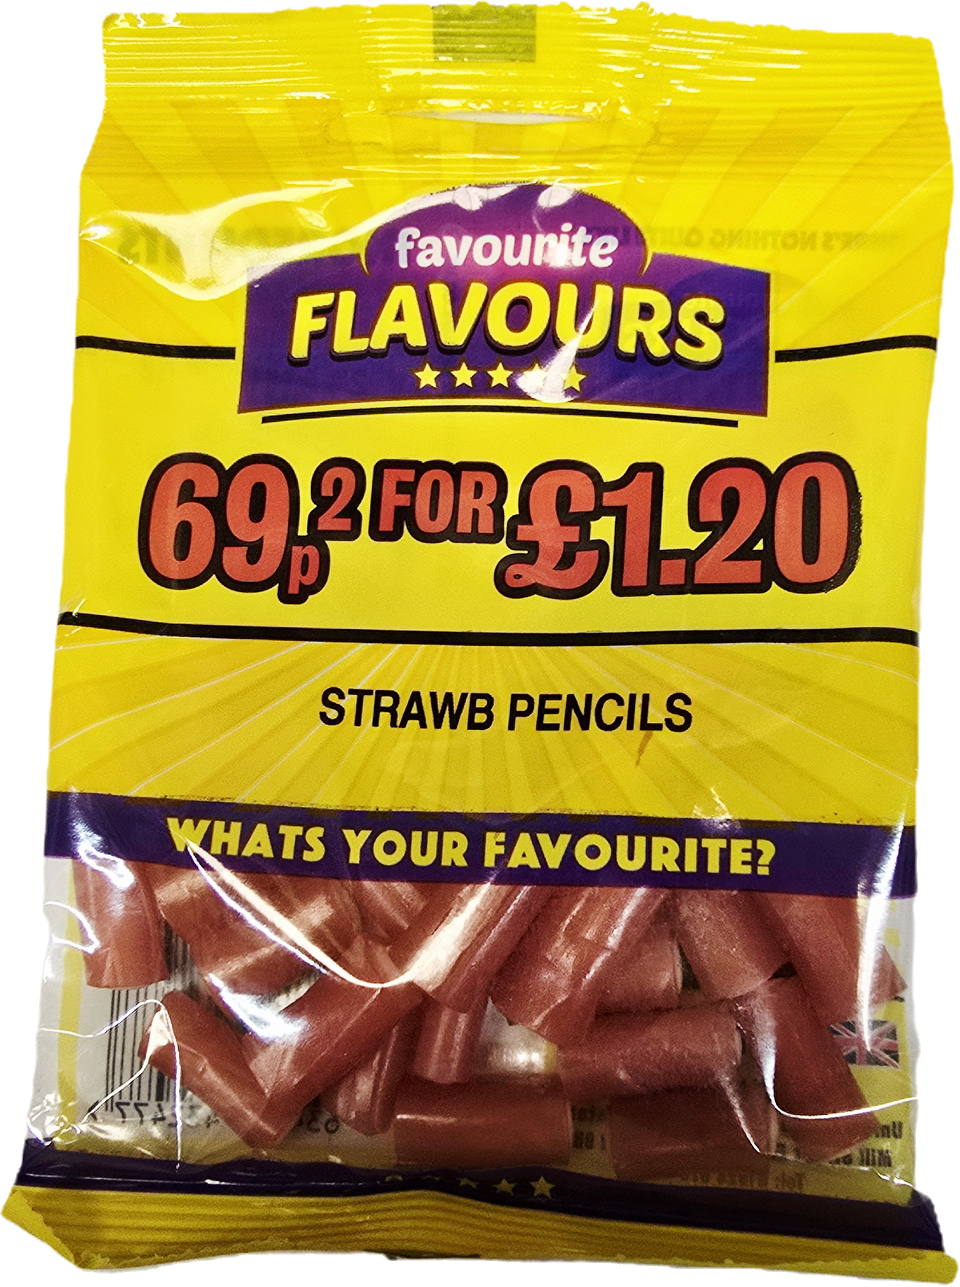 favourite
FLAVOURS
69p 2 FOR £1.20
STRAWB PENCILS
WHATS YOUR FAVOURITE?